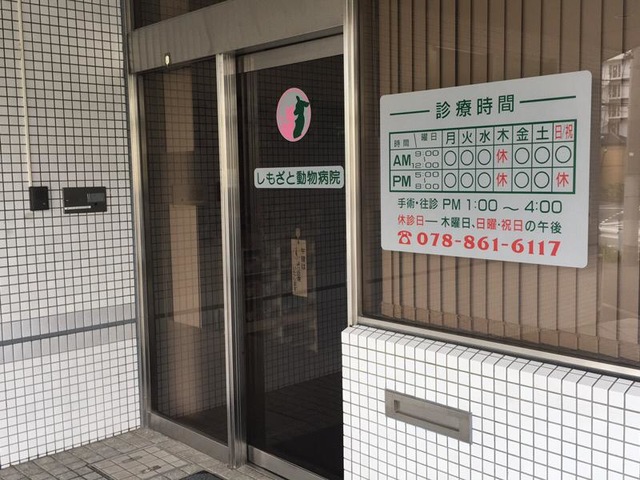 しもざと動物病院
診療時間
時間 曜日 月 火 水 木 金 土 日/祝
AM 9:00 〜 12:00 ○ ○ ○ 休 ○ ○ ○
PM 5:00 〜 8:00 ○ ○ ○ 休 ○ ○ 休
手術・往診 PM 1:00 ～ 4:00
休診日― 木曜日、日曜・祝日の午後
☎078-861-6117